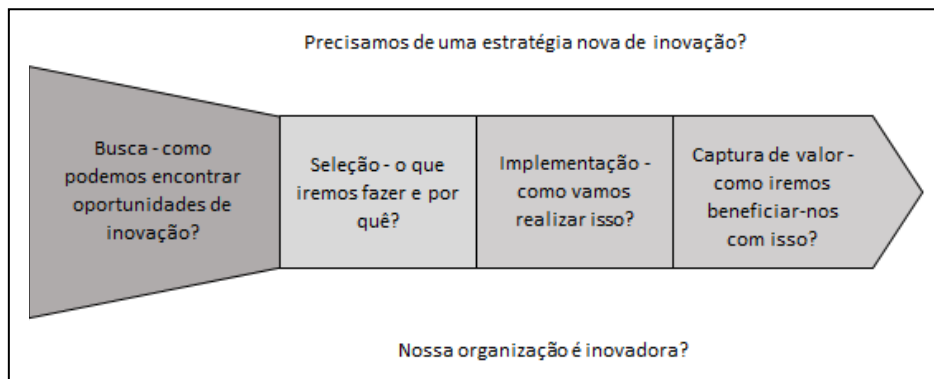 Precisamos de uma estratégia nova de inovação?
Busca - como
podemos encontrar
oportunidades de
inovação?
Seleção - o que
iremos fazer e por
quê?
Implementação -
como vamos
realizar isso?
Captura de valor -
como iremos
beneficiar-nos
com isso?
Nossa organização é inovadora?